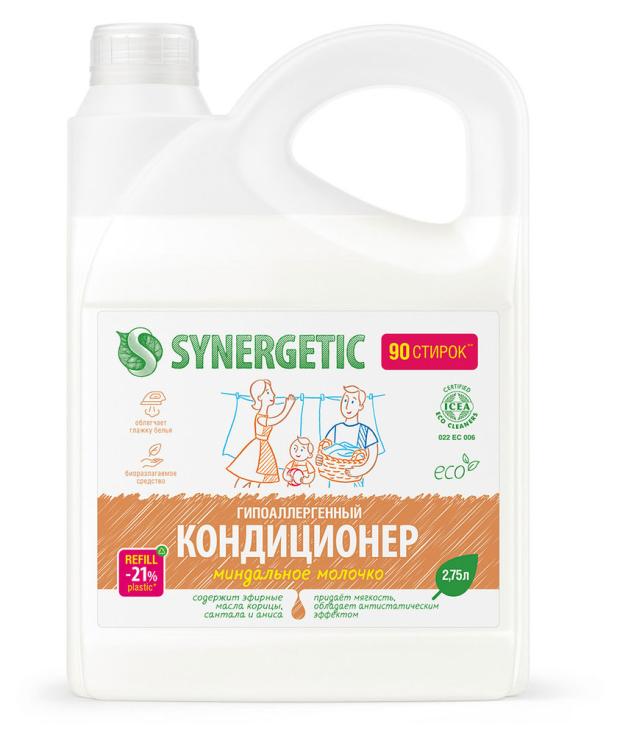 SYNERGETIC
90 СТИРОК**
облегчает
глажку белья
CERTIFIED
ICEA
ECO CLEANERS
022 EC 006
биоразлагаемое
средство
eco
ГИПОАЛЛЕРГЕННЫЙ
КОНДИЦИОНЕР
миндальное молочко
REFILL
-21%
plastic*
2,75л
содержит эфирные
масла корицы,
сантала и аниса
придаёт мягкость,
обладает антистатическим
эффектом